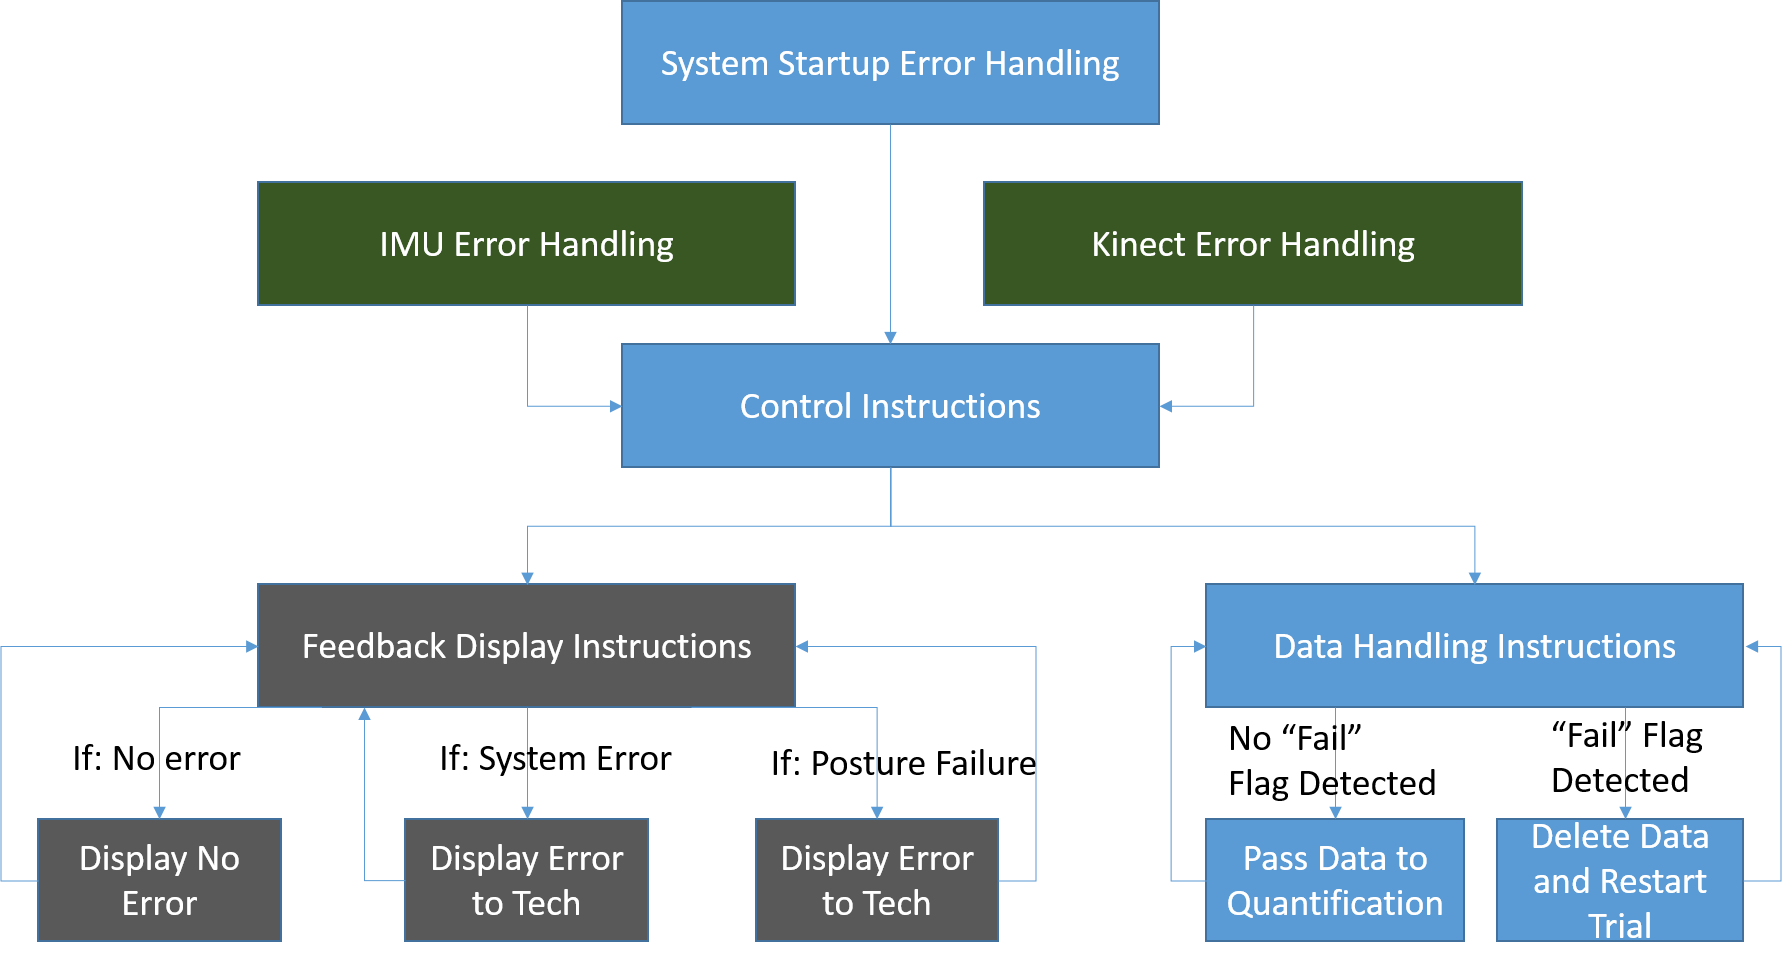 System Startup Error Handling
IMU Error Handling
Kinect Error Handling
Control Instructions
Feedback Display Instructions
Data Handling Instructions
If: No error
If: System Error
If: Posture Failure
No “Fail”
Flag Detected
“Fail” Flag
Detected
Display No
Error
Display Error
to Tech
Display Error
to Tech
Pass Data to
Quantification
Delete Data
and Restart
Trial